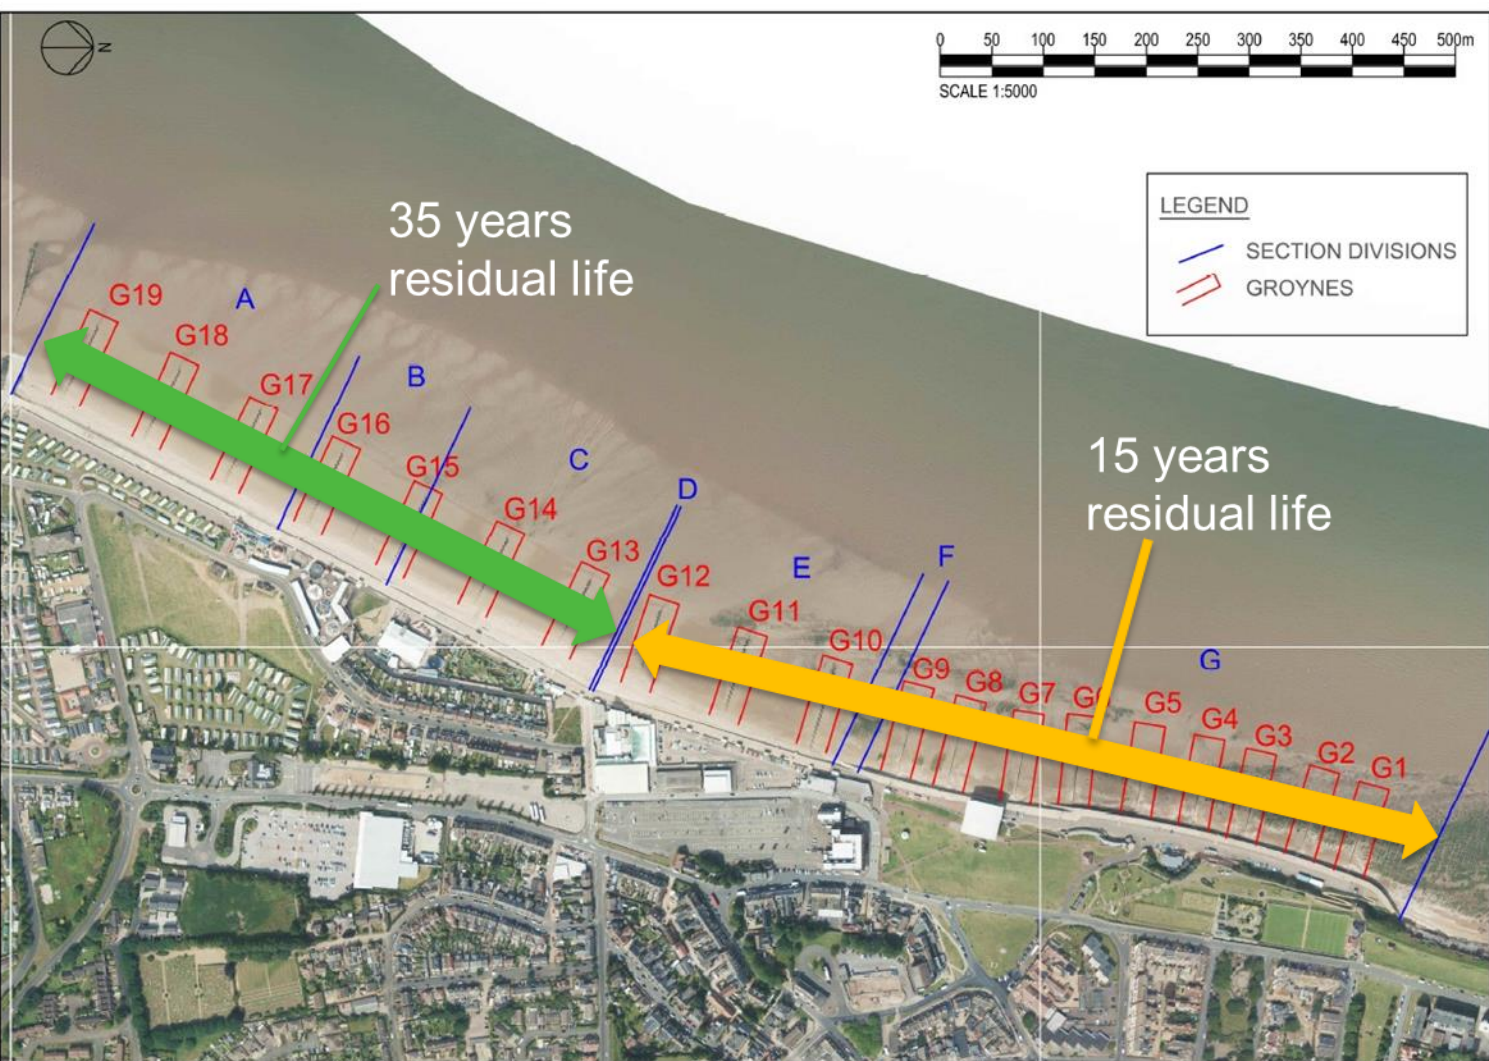 N
0 50 100 150 200 250 300 350 400 450 500m
SCALE 1:5000
LEGEND
SECTION DIVISIONS
GROYNES
35 years
residual life
A
G19
G18
G17
B
G16
G15
C
G14
D
G13
G12
E
F
G11
G10
15 years
residual life
G
G9
G8
G7
G5
G4
G3
G2
G1